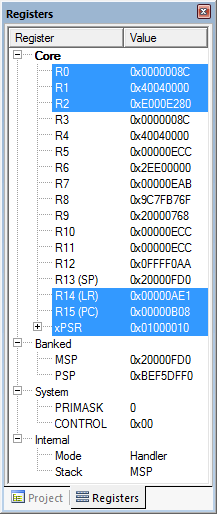 Registers
Register Value
Core
R0 0x0000008C
R1 0x40040000
R2 0xE000E280
R3 0x0000008C
R4 0x40040000
R5 0x00000ECC
R6 0x2EE00000
R7 0x00000EAB
R8 0x9C7FB76F
R9 0x20000768
R10 0x00000ECC
R11 0x00000ECC
R12 0x0FFFF0AA
R13 (SP) 0x20000FD0
R14 (LR) 0x00000AE1
R15 (PC) 0x00000B08
xPSR 0x01000010
Banked
MSP 0x20000FD0
PSP 0xBEF5DFF0
System
PRIMASK 0
CONTROL 0x00
Internal
Mode Handler
Stack MSP
Project Registers